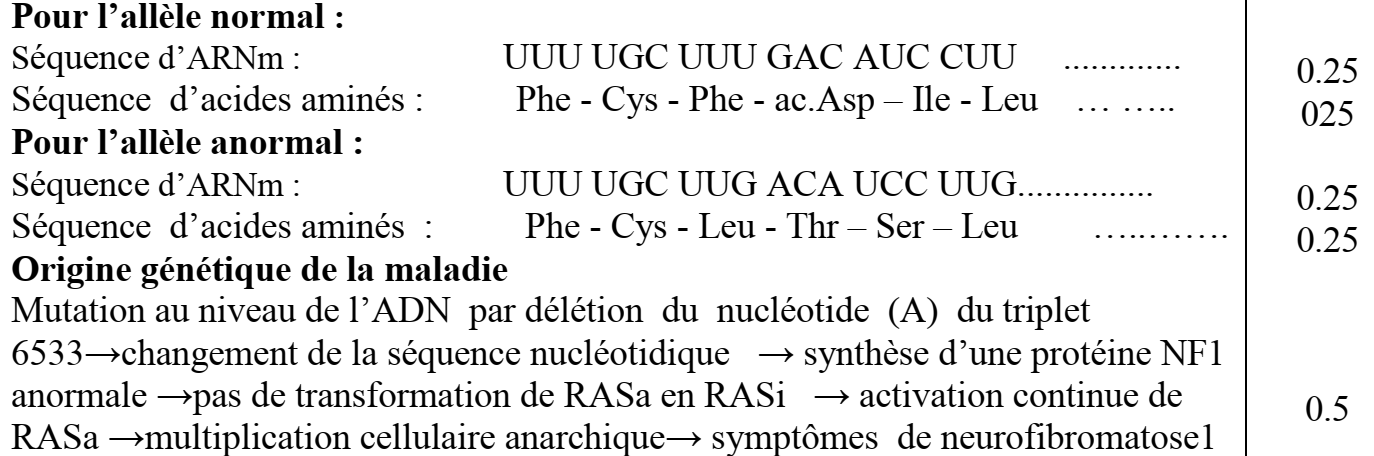 Pour l’allèle normal :
Séquence d’ARNm : UUU UGC UUU GAC AUC CUU ............. 0.25
Séquence d’acides aminés : Phe - Cys - Phe - ac.Asp – Ile - Leu … ….. 025
Pour l’allèle anormal :
Séquence d’ARNm : UUU UGC UUG ACA UCC UUG............... 0.25
Séquence d’acides aminés : Phe - Cys - Leu - Thr – Ser – Leu …..……. 0.25
Origine génétique de la maladie
Mutation au niveau de l’ADN par délétion du nucléotide (A) du triplet
6533→changement de la séquence nucléotidique → synthèse d’une protéine NF1
anormale →pas de transformation de RASa en RASi → activation continue de 0.5
RASa →multiplication cellulaire anarchique→ symptômes de neurofibromatose1